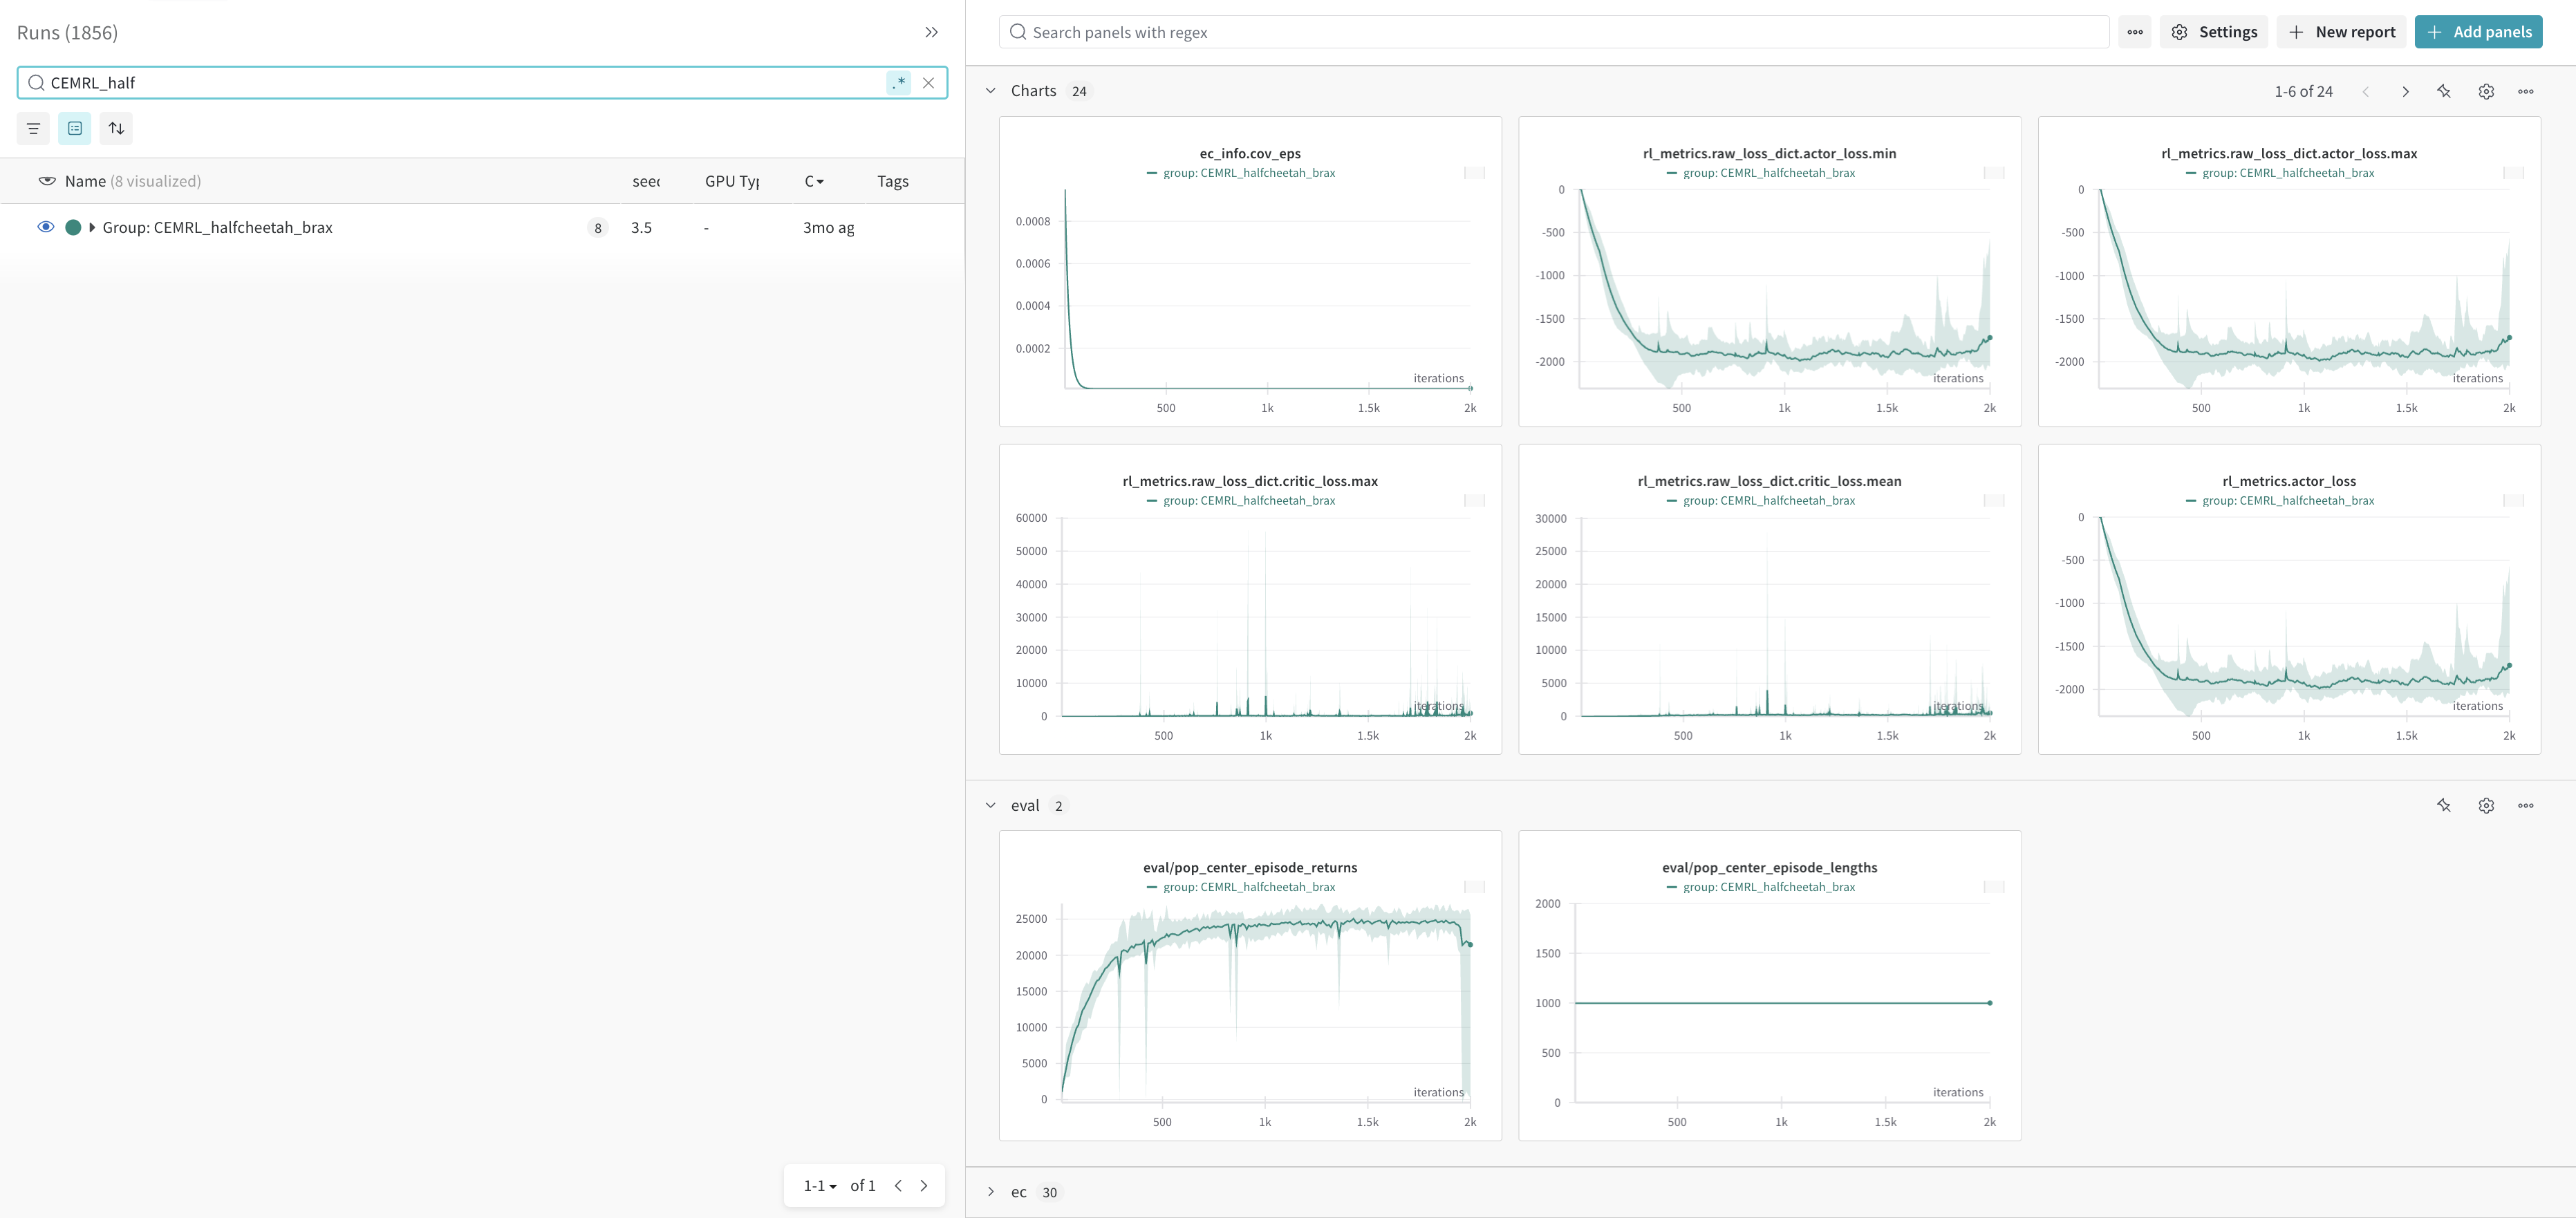 Runs (1856)
CEMRL_half
.*
Name (8 visualized)
seed
GPU Typ
C
Tags
Group: CEMRL_halfcheetah_brax
8
3.5
-
3mo ag
1-1 of 1
Search panels with regex
Settings
New report
Add panels
Charts 24
1-6 of 24
ec_info.cov_eps
group: CEMRL_halfcheetah_brax
0.0008
0.0006
0.0004
0.0002
iterations
500 1k 1.5k 2k
rl_metrics.raw_loss_dict.actor_loss.min
group: CEMRL_halfcheetah_brax
0
-500
-1000
-1500
-2000
iterations
500 1k 1.5k 2k
rl_metrics.raw_loss_dict.actor_loss.max
group: CEMRL_halfcheetah_brax
0
-500
-1000
-1500
-2000
iterations
500 1k 1.5k 2k
rl_metrics.raw_loss_dict.critic_loss.max
group: CEMRL_halfcheetah_brax
60000
50000
40000
30000
20000
10000
0
iterations
500 1k 1.5k 2k
rl_metrics.raw_loss_dict.critic_loss.mean
group: CEMRL_halfcheetah_brax
30000
25000
20000
15000
10000
5000
0
iterations
500 1k 1.5k 2k
rl_metrics.actor_loss
group: CEMRL_halfcheetah_brax
0
-500
-1000
-1500
-2000
iterations
500 1k 1.5k 2k
eval 2
eval/pop_center_episode_returns
group: CEMRL_halfcheetah_brax
25000
20000
15000
10000
5000
0
iterations
500 1k 1.5k 2k
eval/pop_center_episode_lengths
group: CEMRL_halfcheetah_brax
2000
1500
1000
500
0
iterations
500 1k 1.5k 2k
ec 30